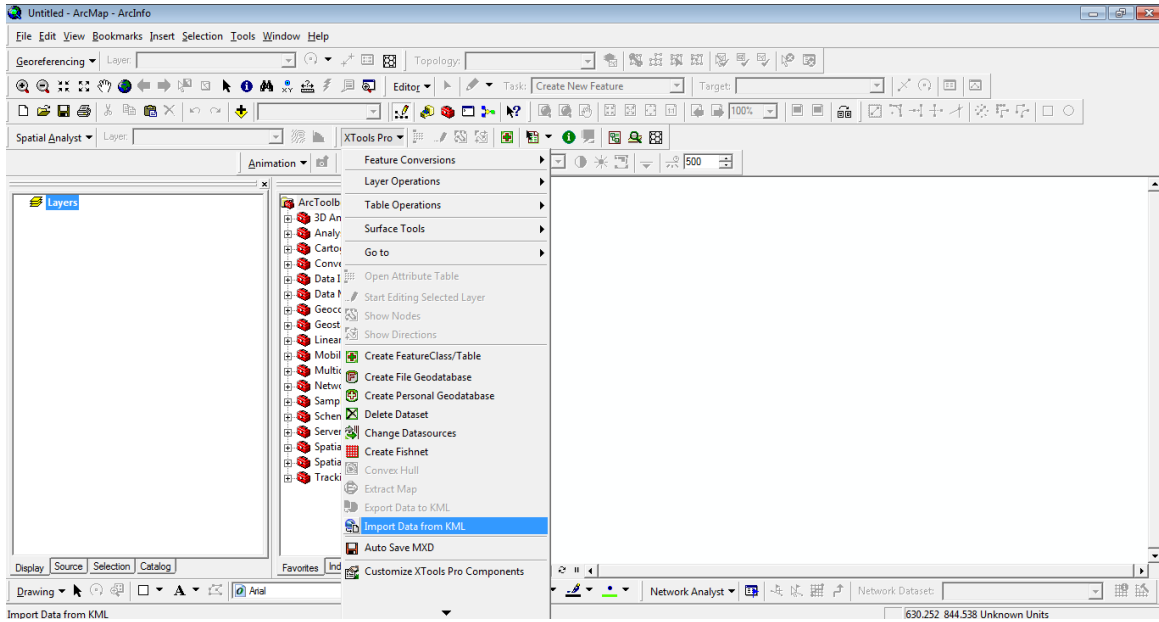 Untitled - ArcMap - ArcInfo
File Edit View Bookmarks Insert Selection Tools Window Help
Georeferencing Layer: Topology:
Editor Task: Create New Feature Target:
100%
Spatial Analyst Layer: XTools Pro
Animation 500
Layers
ArcToolb
3D An
Analy
Carto
Conve
Data I
Data M
Geoco
Geost
Linear
Mobil
Multic
Netwo
Samp
Schen
Server
Spatia
Spatia
Tracki
Feature Conversions
Layer Operations
Table Operations
Surface Tools
Go to
Open Attribute Table
Start Editing Selected Layer
Show Nodes
Show Directions
Create FeatureClass/Table
Create File Geodatabase
Create Personal Geodatabase
Delete Dataset
Change Datasources
Create Fishnet
Convex Hull
Extract Map
Export Data to KML
Import Data from KML
Auto Save MXD
Customize XTools Pro Components
Display Source Selection Catalog Favorites Ind
Drawing A Arial Network Analyst Network Dataset:
Import Data from KML 630.252 844.538 Unknown Units